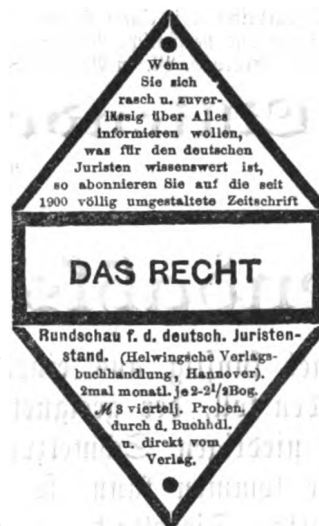 Wenn
Sie sich
rasch u. zuver-
lässig über Alles
informieren wollen,
was für den deutschen
Juristen wissenswert ist,
so abonnieren Sie auf die seit
1900 völlig umgestaltete Zeitschrift
DAS RECHT
Rundschau f. d. deutsch. Juristen-
stand. (Helwingsche Verlags-
buchhandlung, Hannover).
2mal monatl. je 2-2½ Bog.
ℳ 3 viertelj. Proben
durch d. Buchhdl.
u. direkt vom
Verlag.